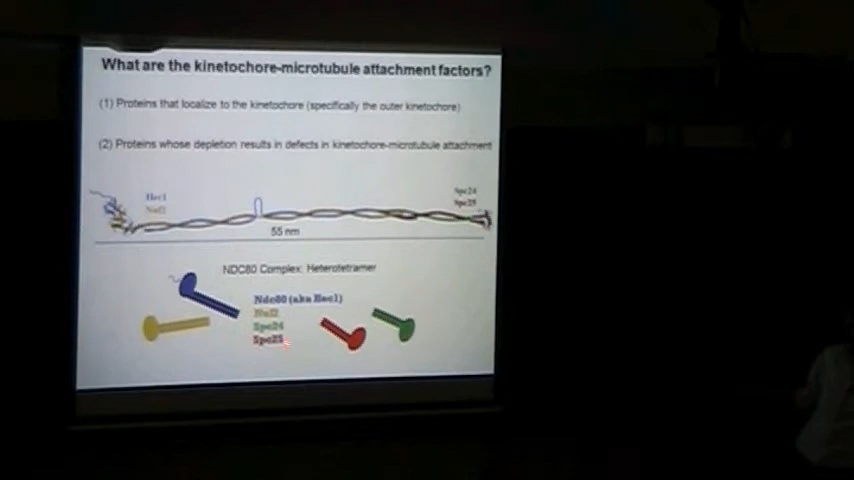 What are the kinetochore-microtubule attachment factors?
(1) Proteins that localize to the kinetochore (specifically the outer kinetochore)
(2) Proteins whose depletion results in defects in kinetochore-microtubule attachment
Hec1
Nuf2
Spc24
Spc25
55 nm
NDC80 Complex: Heterotetramer
Ndc80 (aka Hec1)
Nuf2
Spc24
Spc25